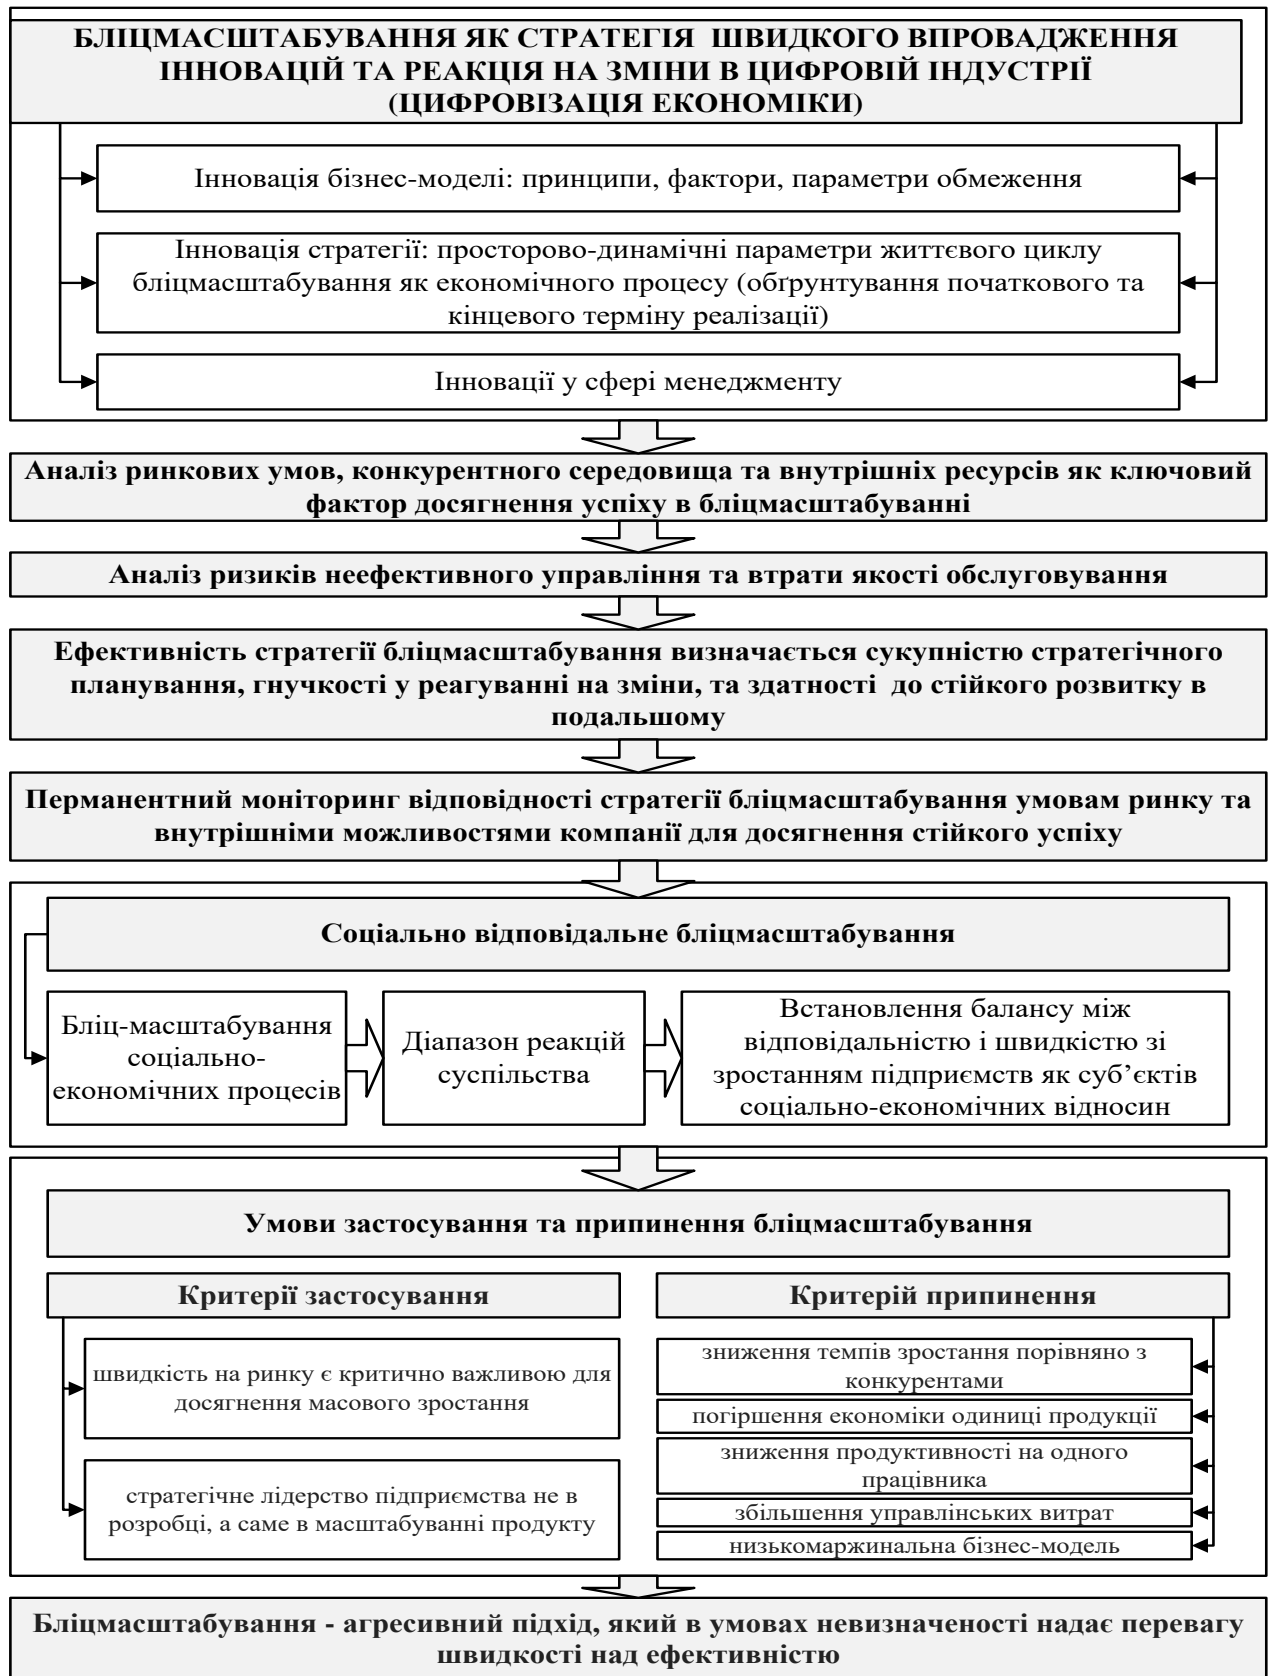 БЛІЦМАСШТАБУВАННЯ ЯК СТРАТЕГІЯ ШВИДКОГО ВПРОВАДЖЕННЯ
ІННОВАЦІЙ ТА РЕАКЦІЯ НА ЗМІНИ В ЦИФРОВІЙ ІНДУСТРІЇ
(ЦИФРОВІЗАЦІЯ ЕКОНОМІКИ)
Інновація бізнес-моделі: принципи, фактори, параметри обмеження
Інновація стратегії: просторово-динамічні параметри життєвого циклу
бліцмасштабування як економічного процесу (обґрунтування початкового та
кінцевого терміну реалізації)
Інновації у сфері менеджменту
Аналіз ринкових умов, конкурентного середовища та внутрішніх ресурсів як ключовий
фактор досягнення успіху в бліцмасштабуванні
Аналіз ризиків неефективного управління та втрати якості обслуговування
Ефективність стратегії бліцмасштабування визначається сукупністю стратегічного
планування, гнучкості у реагуванні на зміни, та здатності до стійкого розвитку в
подальшому
Перманентний моніторинг відповідності стратегії бліцмасштабування умовам ринку та
внутрішніми можливостями компанії для досягнення стійкого успіху
Соціально відповідальне бліцмасштабування
Бліц-масштабування
соціально-
економічних процесів
Діапазон реакцій
суспільства
Встановлення балансу між
відповідальністю і швидкістю зі
зростанням підприємств як суб’єктів
соціально-економічних відносин
Умови застосування та припинення бліцмасштабування
Критерії застосування
швидкість на ринку є критично важливою для
досягнення масового зростання
стратегічне лідерство підприємства не в
розробці, а саме в масштабуванні продукту
Критерій припинення
зниження темпів зростання порівняно з
конкурентами
погіршення економіки одиниці продукції
зниження продуктивності на одного
працівника
збільшення управлінських витрат
низькомаржинальна бізнес-модель
Бліцмасштабування - агресивний підхід, який в умовах невизначеності надає перевагу
швидкості над ефективністю